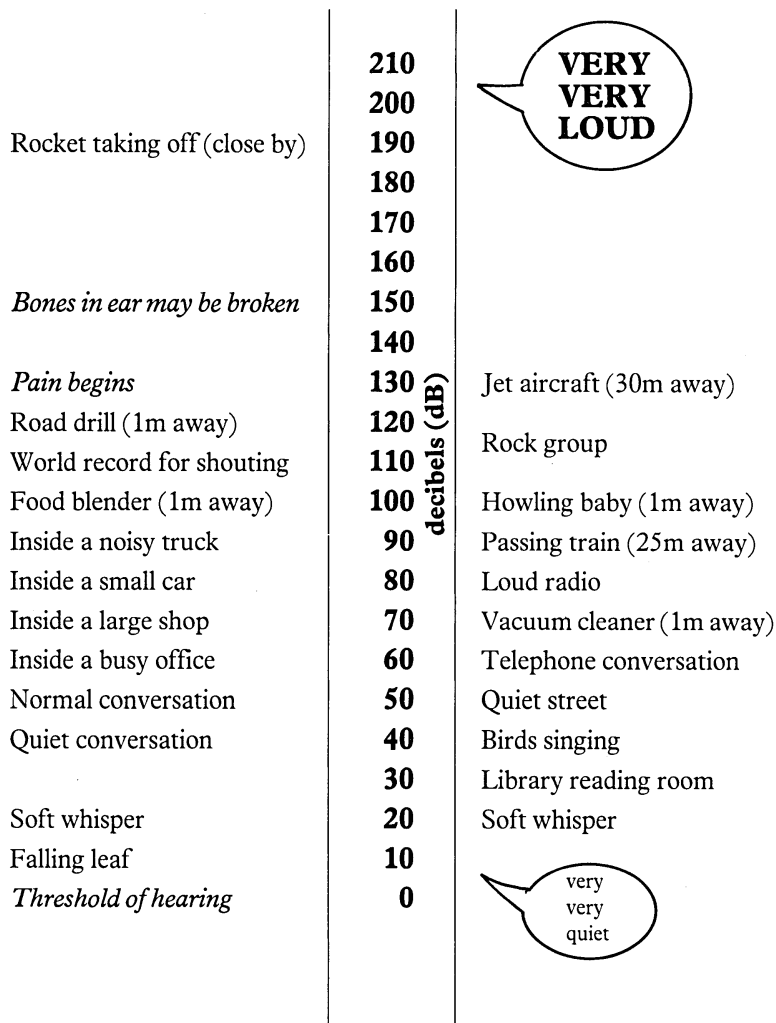 210
VERY
VERY
LOUD
200
Rocket taking off (close by) 190
180
170
160
Bones in ear may be broken 150
140
Pain begins 130 Jet aircraft (30m away)
decibels (dB)
Road drill (1m away) 120
Rock group
World record for shouting 110
Food blender (1m away) 100 Howling baby (1m away)
Inside a noisy truck 90 Passing train (25m away)
Inside a small car 80 Loud radio
Inside a large shop 70 Vacuum cleaner (1m away)
Inside a busy office 60 Telephone conversation
Normal conversation 50 Quiet street
Quiet conversation 40 Birds singing
30 Library reading room
Soft whisper 20 Soft whisper
Falling leaf 10
Threshold of hearing 0
very
very
quiet